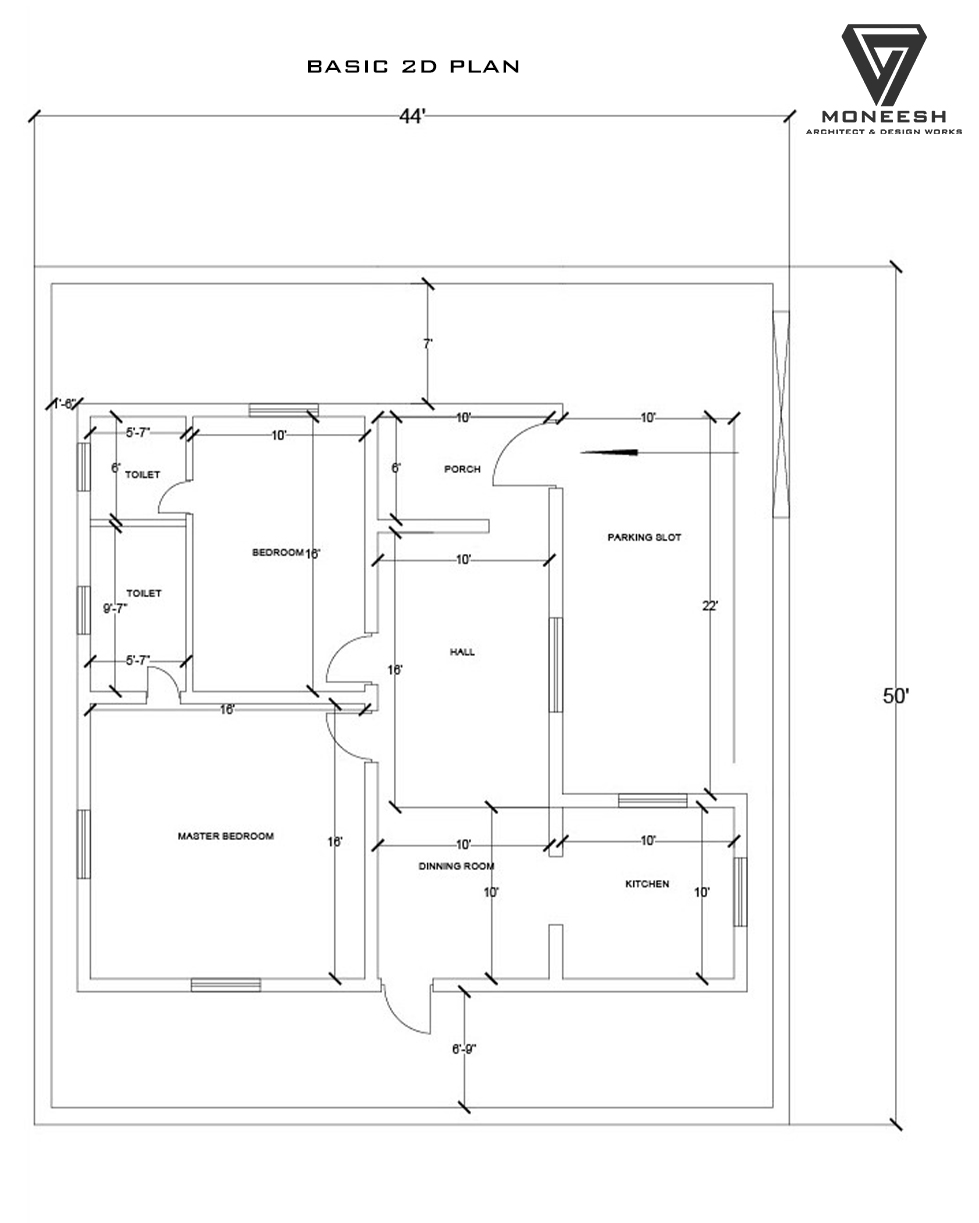 BASIC 2D PLAN
MONEESH
ARCHITECT & DESIGN WORKS
44'
7'
1'-6"
5'-7"
10'
10'
10'
6'
TOILET
6'
PORCH
BEDROOM
16'
PARKING SLOT
10'
TOILET
9'-7"
22'
5'-7"
HALL
16'
50'
16'
MASTER BEDROOM
16'
10'
10'
DINNING ROOM
KITCHEN
10'
10'
6'-9"